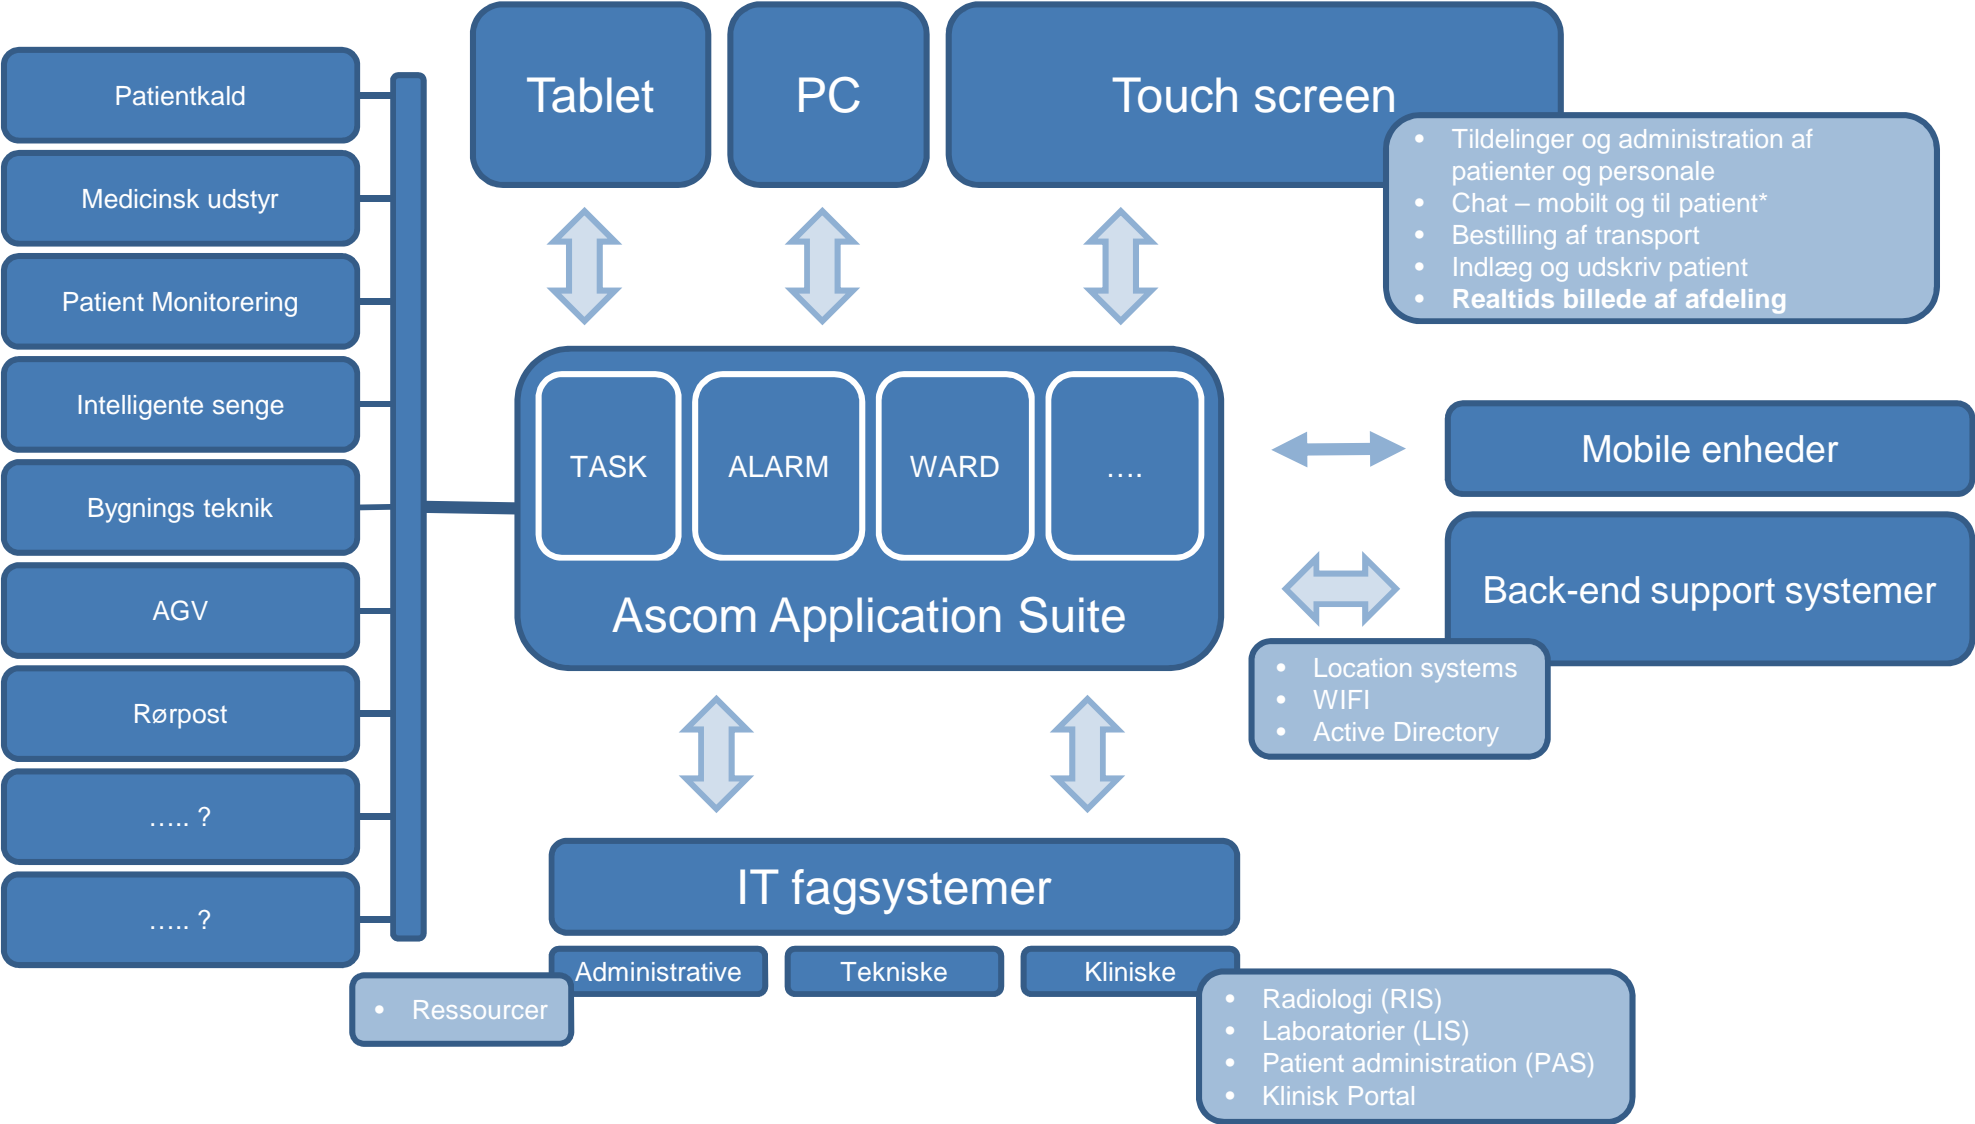 Tablet
PC
Touch screen
• Tildelinger og administration af
patienter og personale
• Chat – mobilt og til patient*
• Bestilling af transport
• Indlæg og udskriv patient
• Realtids billede af afdeling
Patientkald
Medicinsk udstyr
Patient Monitorering
Intelligente senge
Bygnings teknik
AGV
Rørpost
….. ?
….. ?
TASK
ALARM
WARD
….
Ascom Application Suite
Mobile enheder
Back-end support systemer
• Location systems
• WIFI
• Active Directory
IT fagsystemer
Administrative
Tekniske
Kliniske
• Ressourcer
• Radiologi (RIS)
• Laboratorier (LIS)
• Patient administration (PAS)
• Klinisk Portal